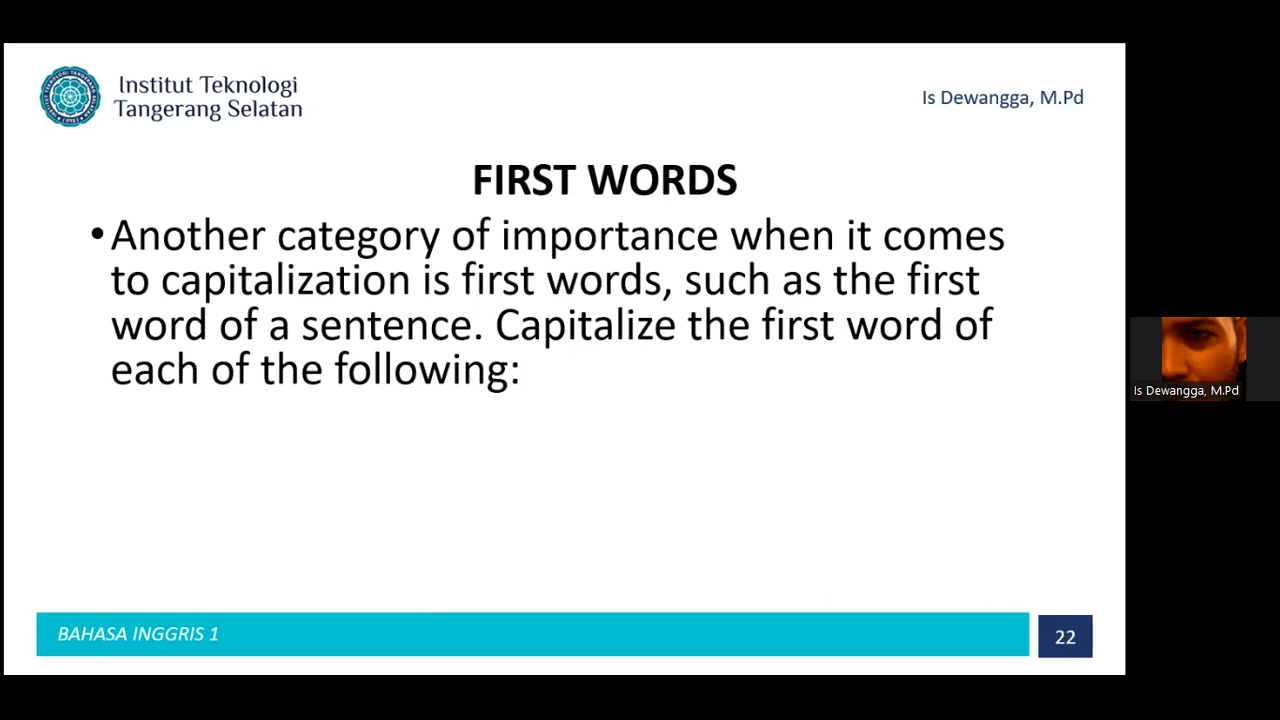 Institut Teknologi
Tangerang Selatan
Is Dewangga, M.Pd
FIRST WORDS
• Another category of importance when it comes
to capitalization is first words, such as the first
word of a sentence. Capitalize the first word of
each of the following:
Is Dewangga, M.Pd
BAHASA INGGRIS 1
22